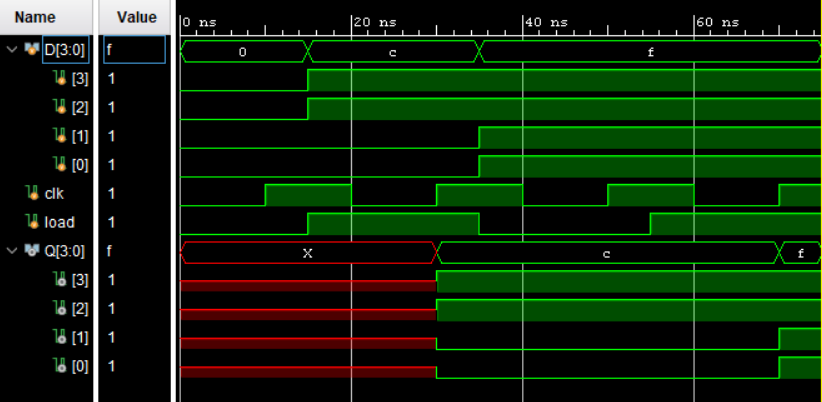 Name Value 0 ns 20 ns 40 ns 60 ns
D[3:0] f 0 c f
[3] 1
[2] 1
[1] 1
[0] 1
clk 1
load 1
Q[3:0] f X c f
[3] 1
[2] 1
[1] 1
[0] 1